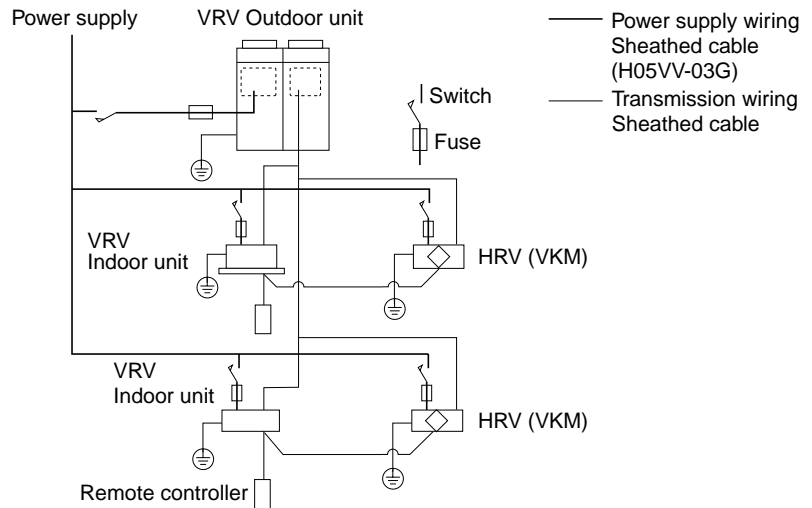 Power supply
VRV Outdoor unit
Power supply wiring
Sheathed cable
(H05VV-03G)
Transmission wiring
Sheathed cable
Switch
Fuse
VRV
Indoor unit
HRV (VKM)
VRV
Indoor unit
HRV (VKM)
Remote controller